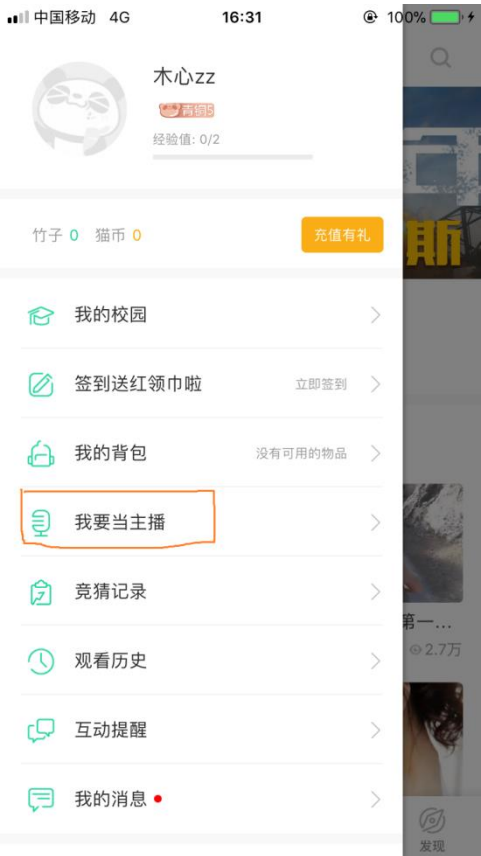 中国移动 4G 16:31 100%
木心zz
经验值: 0/2
竹子 0 猫币 0 充值有礼
我的校园
签到送红领巾啦 立即签到
我的背包 没有可用的物品
我要当主播
竞猜记录
第一...
2.7万
观看历史
互动提醒
我的消息
发现